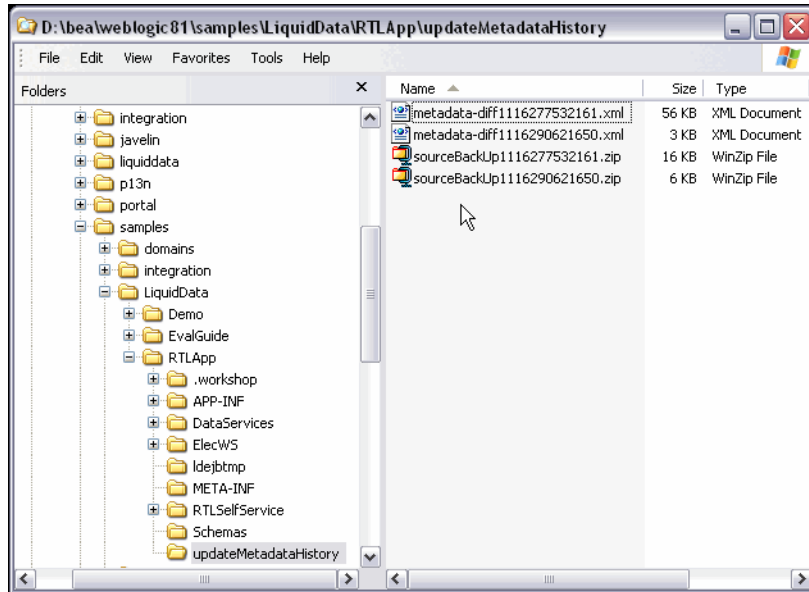 D:\bea\weblogic81\samples\LiquidData\RTLApp\updateMetadataHistory
File Edit View Favorites Tools Help
Folders
integration
javelin
liquiddata
p13n
portal
samples
domains
integration
LiquidData
Demo
EvalGuide
RTLApp
.workshop
APP-INF
DataServices
ElecWS
ldejbtmp
META-INF
RTLSelfService
Schemas
updateMetadataHistory
Name Size Type
metadata-diff1116277532161.xml 56 KB XML Document
metadata-diff1116290621650.xml 3 KB XML Document
sourceBackUp1116277532161.zip 16 KB WinZip File
sourceBackUp1116290621650.zip 6 KB WinZip File